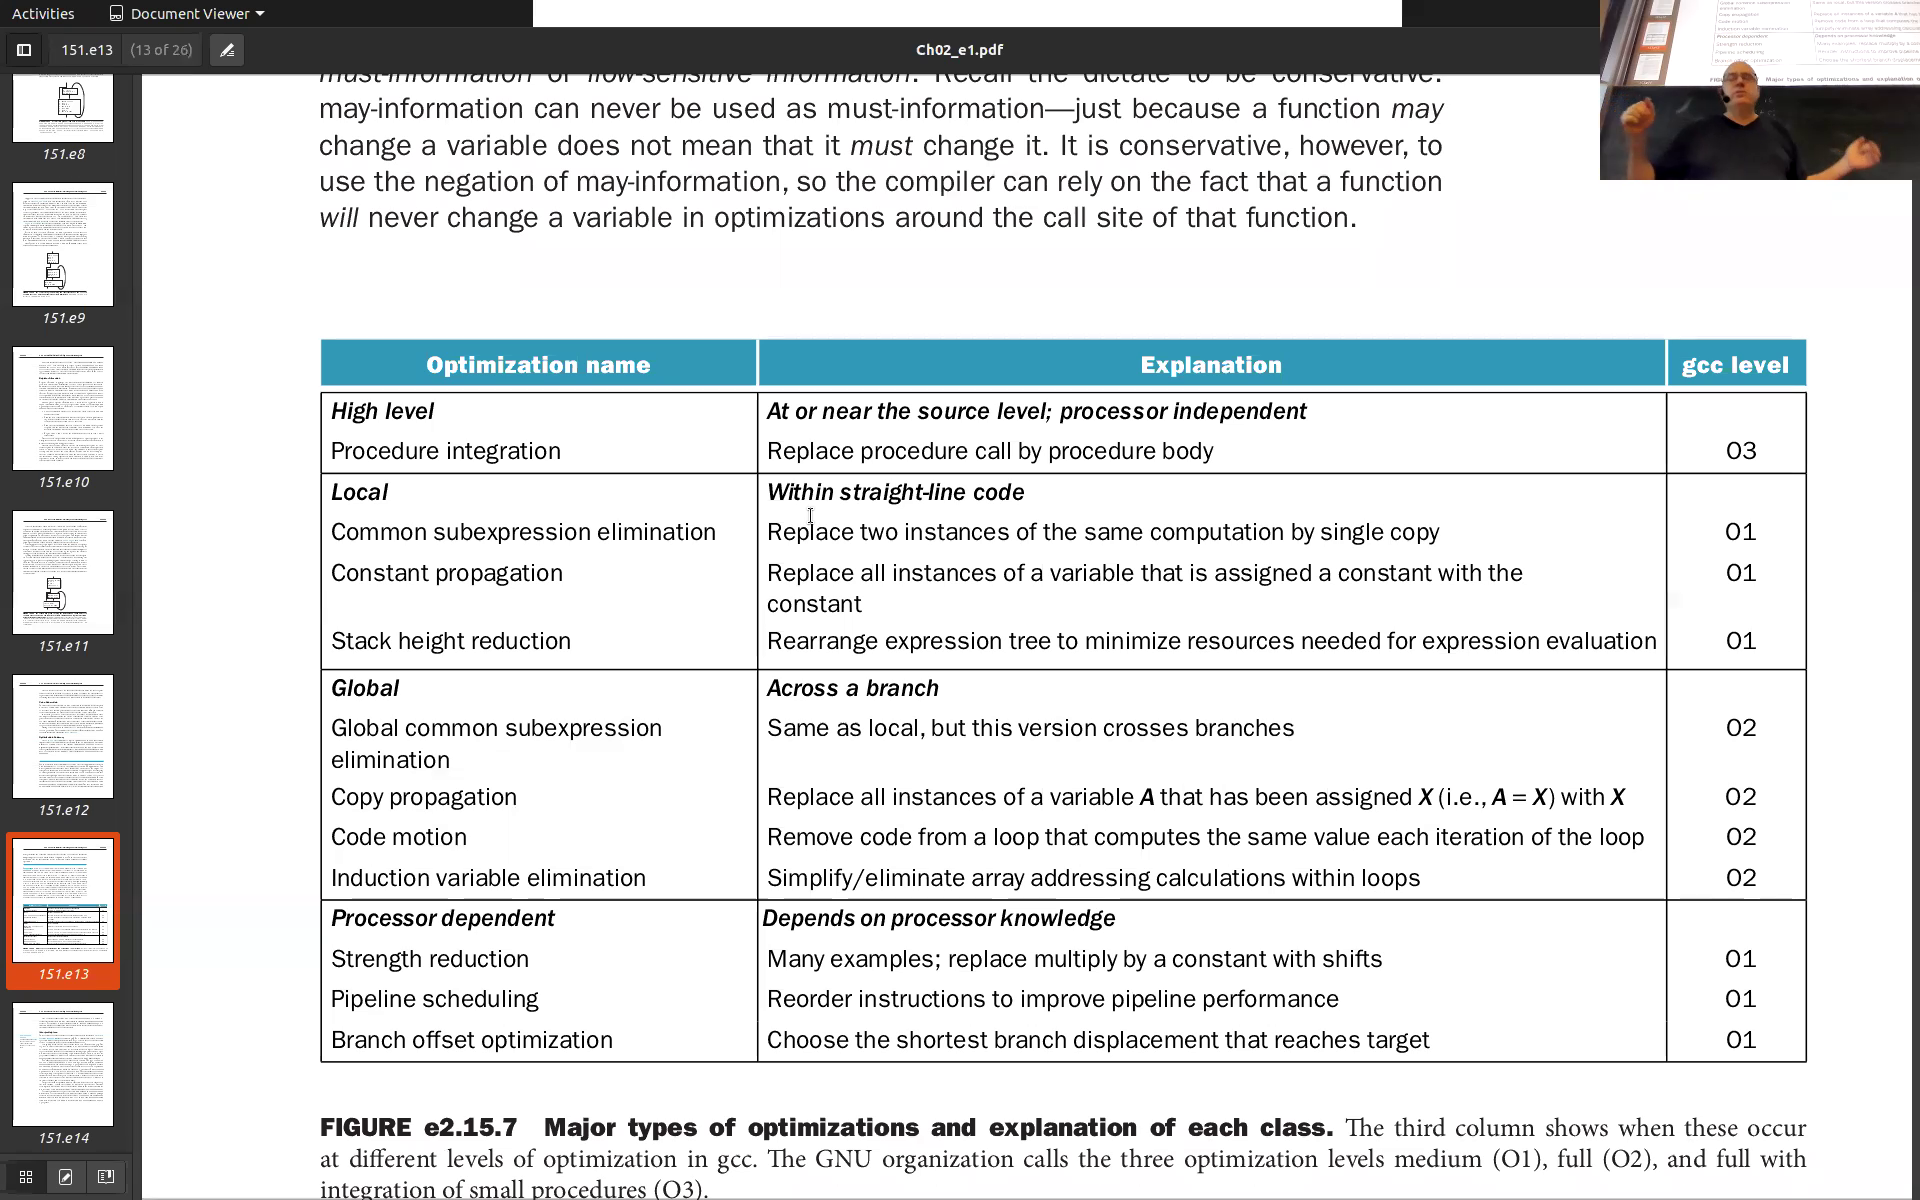 Activities
Document Viewer
151.e13
(13 of 26)
Ch02_e1.pdf
must-information or flow-sensitive information. Recall the dictate to be conservative:
may-information can never be used as must-information—just because a function may
change a variable does not mean that it must change it. It is conservative, however, to
use the negation of may-information, so the compiler can rely on the fact that a function
will never change a variable in optimizations around the call site of that function.
Optimization name Explanation gcc level
High level At or near the source level; processor independent
Procedure integration Replace procedure call by procedure body O3
Local Within straight-line code
Common subexpression elimination Replace two instances of the same computation by single copy O1
Constant propagation Replace all instances of a variable that is assigned a constant with the O1
constant
Stack height reduction Rearrange expression tree to minimize resources needed for expression evaluation O1
Global Across a branch
Global common subexpression Same as local, but this version crosses branches O2
elimination
Copy propagation Replace all instances of a variable A that has been assigned X (i.e., A = X) with X O2
Code motion Remove code from a loop that computes the same value each iteration of the loop O2
Induction variable elimination Simplify/eliminate array addressing calculations within loops O2
Processor dependent Depends on processor knowledge
Strength reduction Many examples; replace multiply by a constant with shifts O1
Pipeline scheduling Reorder instructions to improve pipeline performance O1
Branch offset optimization Choose the shortest branch displacement that reaches target O1
FIGURE e2.15.7 Major types of optimizations and explanation of each class. The third column shows when these occur
at different levels of optimization in gcc. The GNU organization calls the three optimization levels medium (O1), full (O2), and full with
integration of small procedures (O3).
151.e8
151.e9
151.e10
151.e11
151.e12
151.e13
151.e14